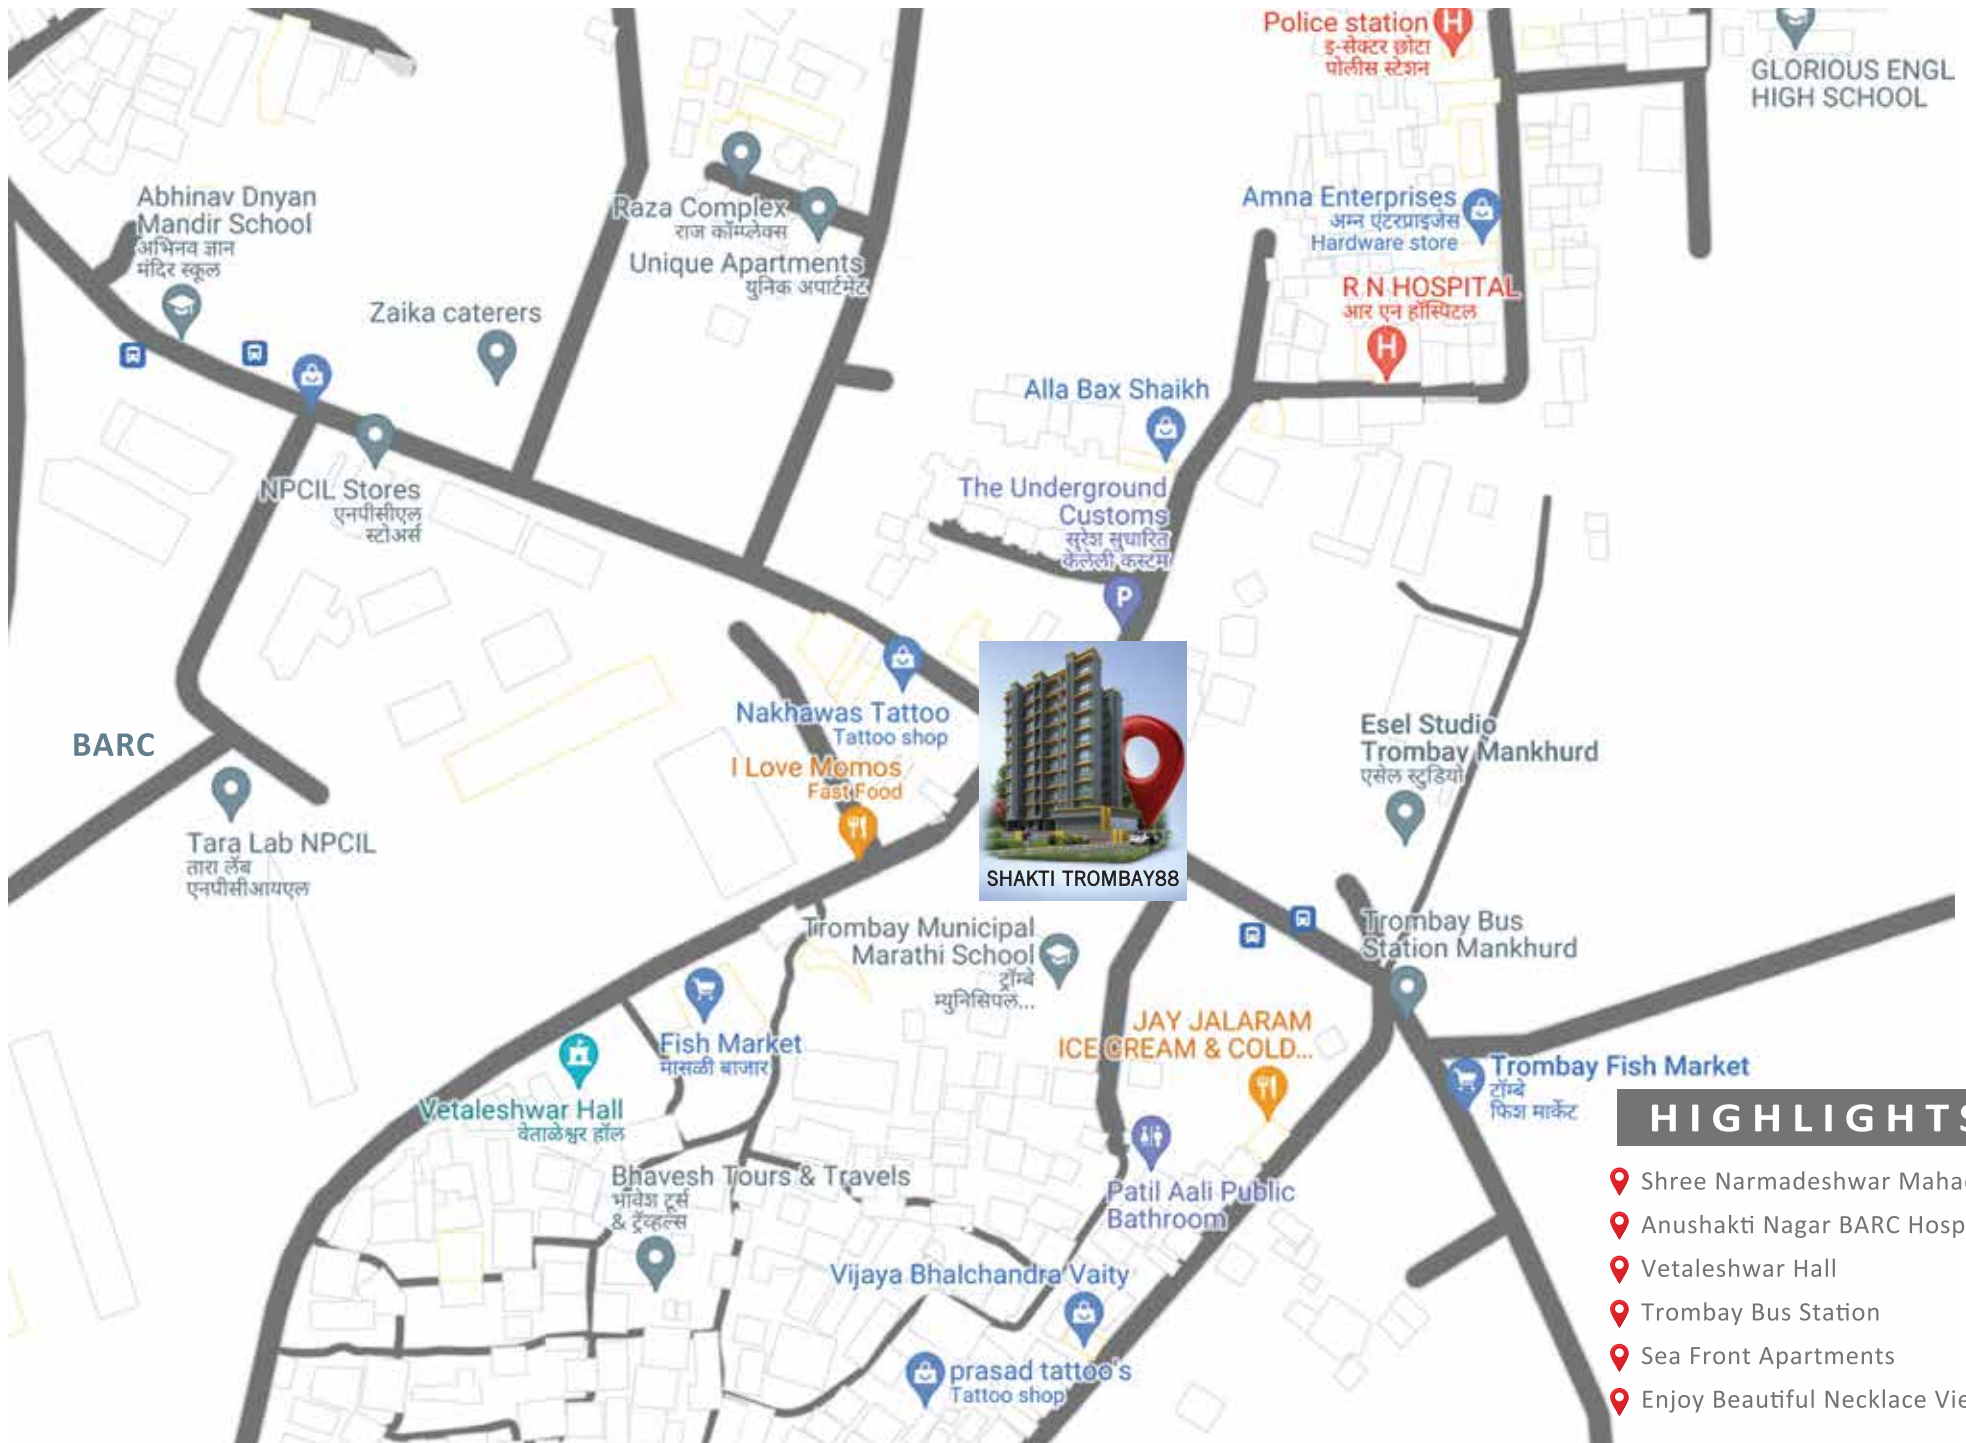 Police station
इ-सेक्टर छोटा
पोलीस स्टेशन
GLORIOUS ENGL
HIGH SCHOOL
Abhinav Dnyan
Mandir School
अभिनव ज्ञान
मंदिर स्कूल
Raza Complex
राज कॉम्प्लेक्स
Unique Apartments
युनिक अपार्टमेंट
Amna Enterprises
अम्न एंटरप्राइजेस
Hardware store
R N HOSPITAL
आर एन हॉस्पिटल
Zaika caterers
Alla Bax Shaikh
NPCIL Stores
एनपीसीएल
स्टोअर्स
The Underground
Customs
सुरेश सुधारित
केलेली कस्टम
P
Nakhawas Tattoo
Tattoo shop
I Love Momos
Fast Food
BARC
Tara Lab NPCIL
तारा लॅब
एनपीसीआयएल
SHAKTI TROMBAY88
Esel Studio
Trombay Mankhurd
एसेल स्टुडियो
Trombay Bus
Station Mankhurd
Trombay Municipal
Marathi School
ट्रॉम्बे
म्युनिसिपल...
Fish Market
मासळी बाजार
JAY JALARAM
ICE CREAM & COLD...
Trombay Fish Market
ट्रॉम्बे
फिश मार्केट
Vetaleshwar Hall
वेताळेश्वर हॉल
Bhavesh Tours & Travels
भावेश टूर्स
& ट्रॅव्हल्स
Patil Aali Public
Bathroom
Vijaya Bhalchandra Vaity
prasad tattoo's
Tattoo shop
HIGHLIGHTS
Shree Narmadeshwar Maha
Anushakti Nagar BARC Hosp
Vetaleshwar Hall
Trombay Bus Station
Sea Front Apartments
Enjoy Beautiful Necklace Vie